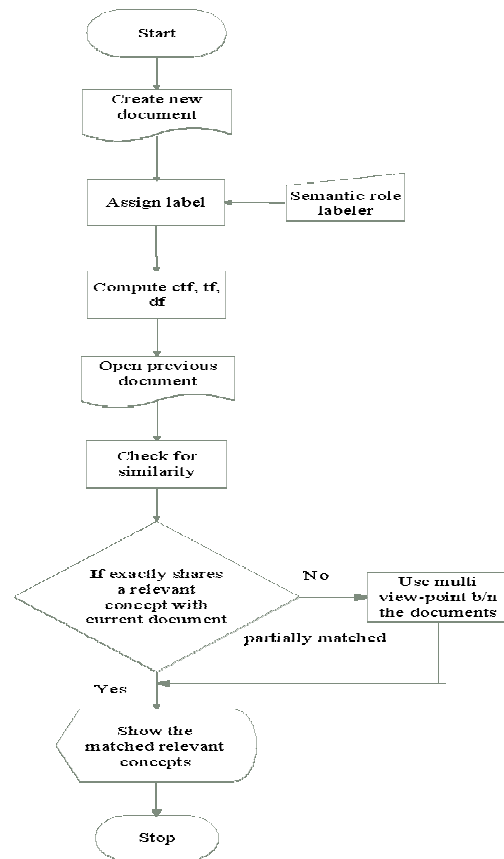 Start
Create new
document
Assign label
Semantic role
labeler
Compute ctf, tf,
df
Open previous
document
Check for
similarity
If exactly shares
a relevant
concept with
current document
No
Use multi
view-point b/n
the documents
partially matched
Yes
Show the
matched relevant
concepts
Stop